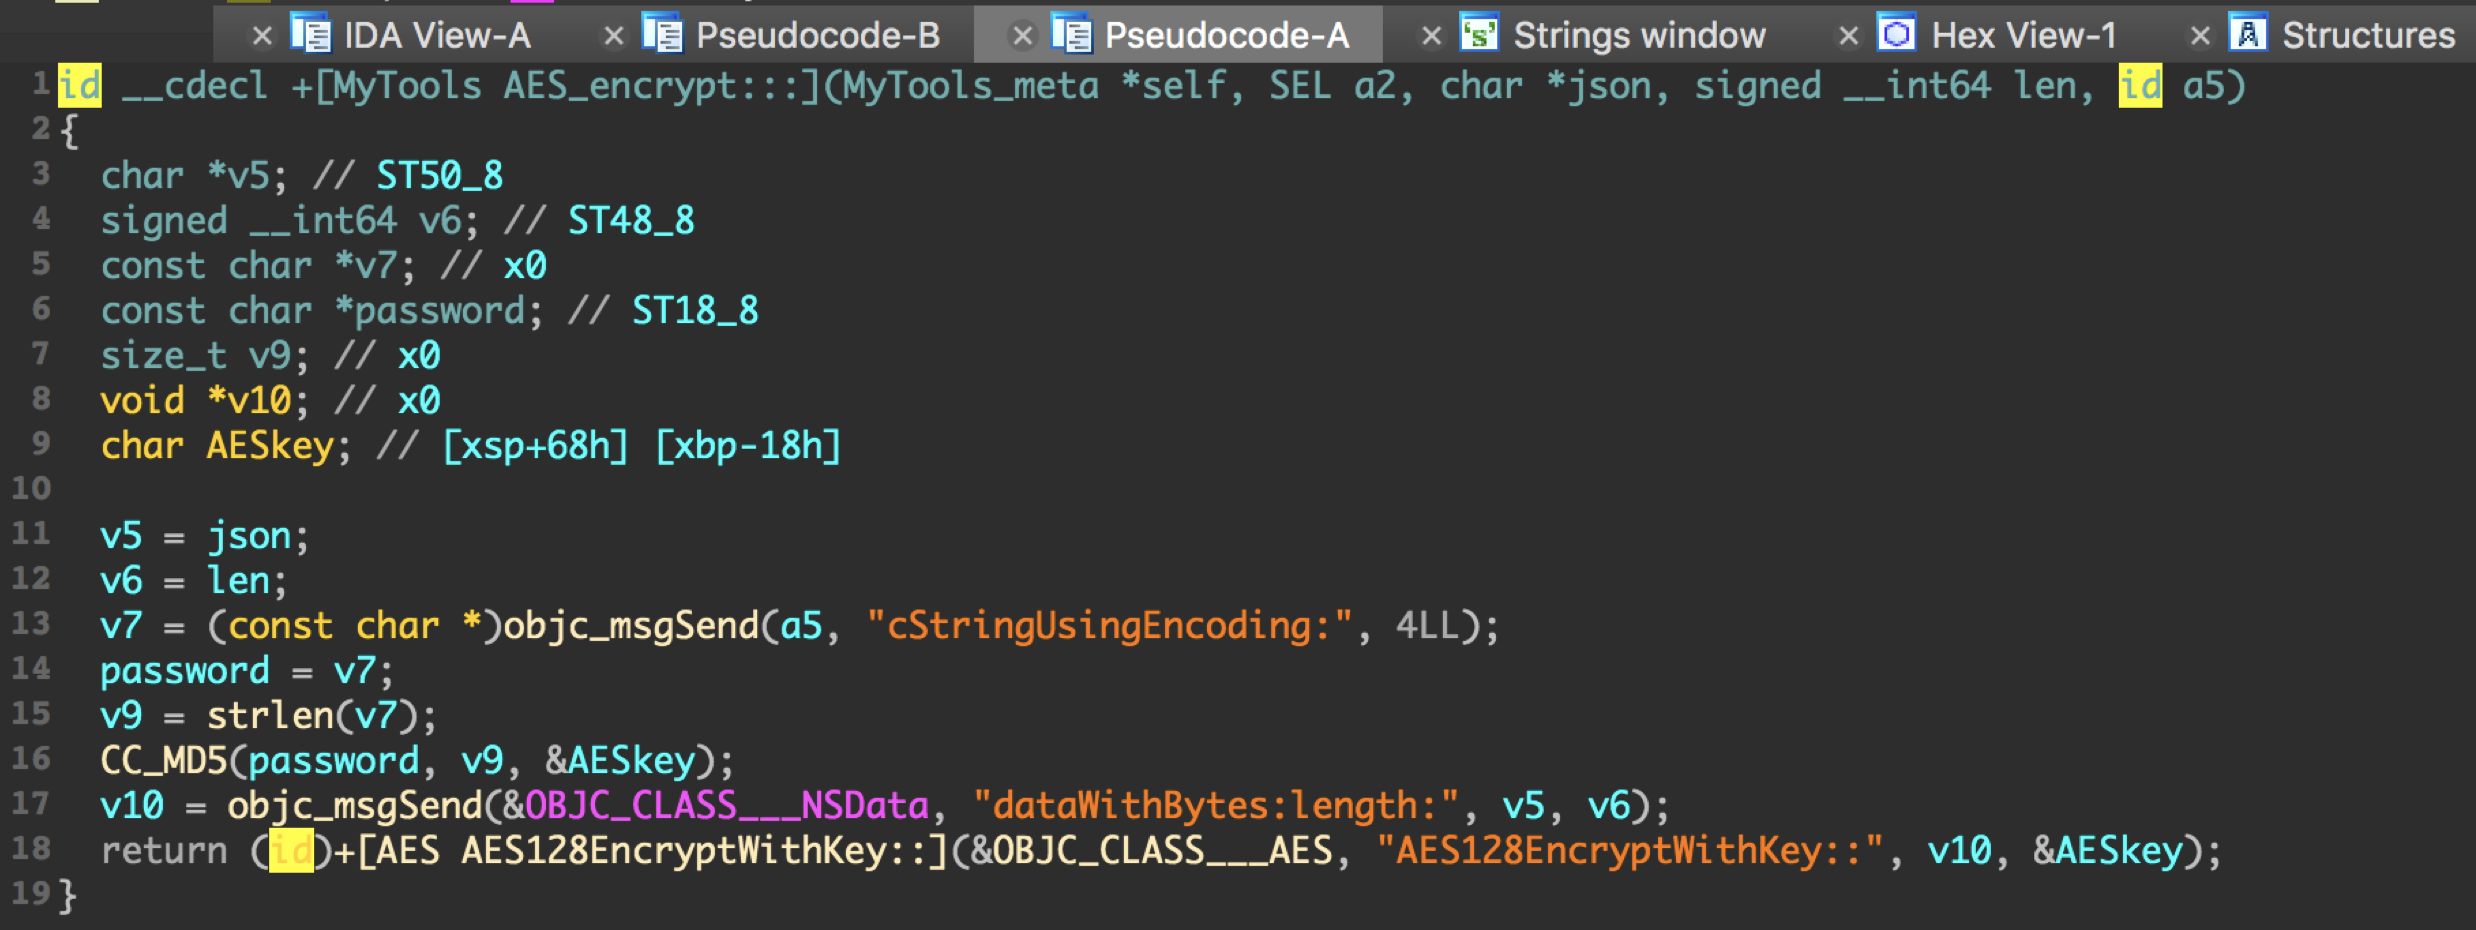 × IDA View-A × Pseudocode-B × Pseudocode-A × 's' Strings window × Hex View-1 × A Structures
1 id __cdecl +[MyTools AES_encrypt:::](MyTools_meta *self, SEL a2, char *json, signed __int64 len, id a5)
2 {
3   char *v5; // ST50_8
4   signed __int64 v6; // ST48_8
5   const char *v7; // x0
6   const char *password; // ST18_8
7   size_t v9; // x0
8   void *v10; // x0
9   char AESkey; // [xsp+68h] [xbp-18h]
10
11   v5 = json;
12   v6 = len;
13   v7 = (const char *)objc_msgSend(a5, "cStringUsingEncoding:", 4LL);
14   password = v7;
15   v9 = strlen(v7);
16   CC_MD5(password, v9, &AESkey);
17   v10 = objc_msgSend(&OBJC_CLASS___NSData, "dataWithBytes:length:", v5, v6);
18   return (id)+[AES AES128EncryptWithKey::](&OBJC_CLASS___AES, "AES128EncryptWithKey::", v10, &AESkey);
19 }